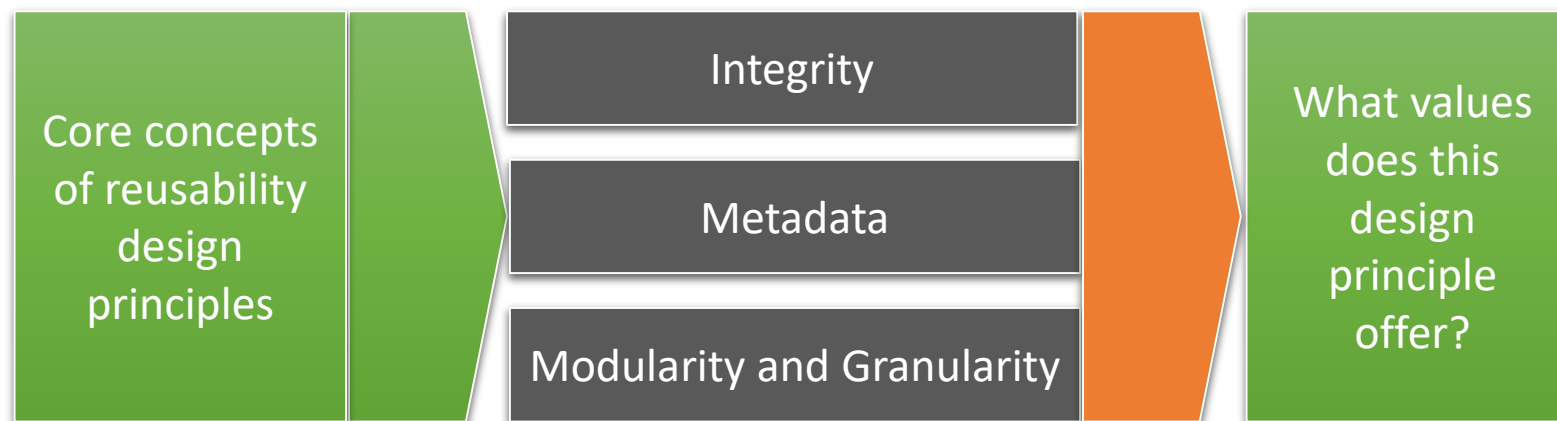 Core concepts
of reusability
design
principles
Integrity
Metadata
Modularity and Granularity
What values
does this
design
principle
offer?